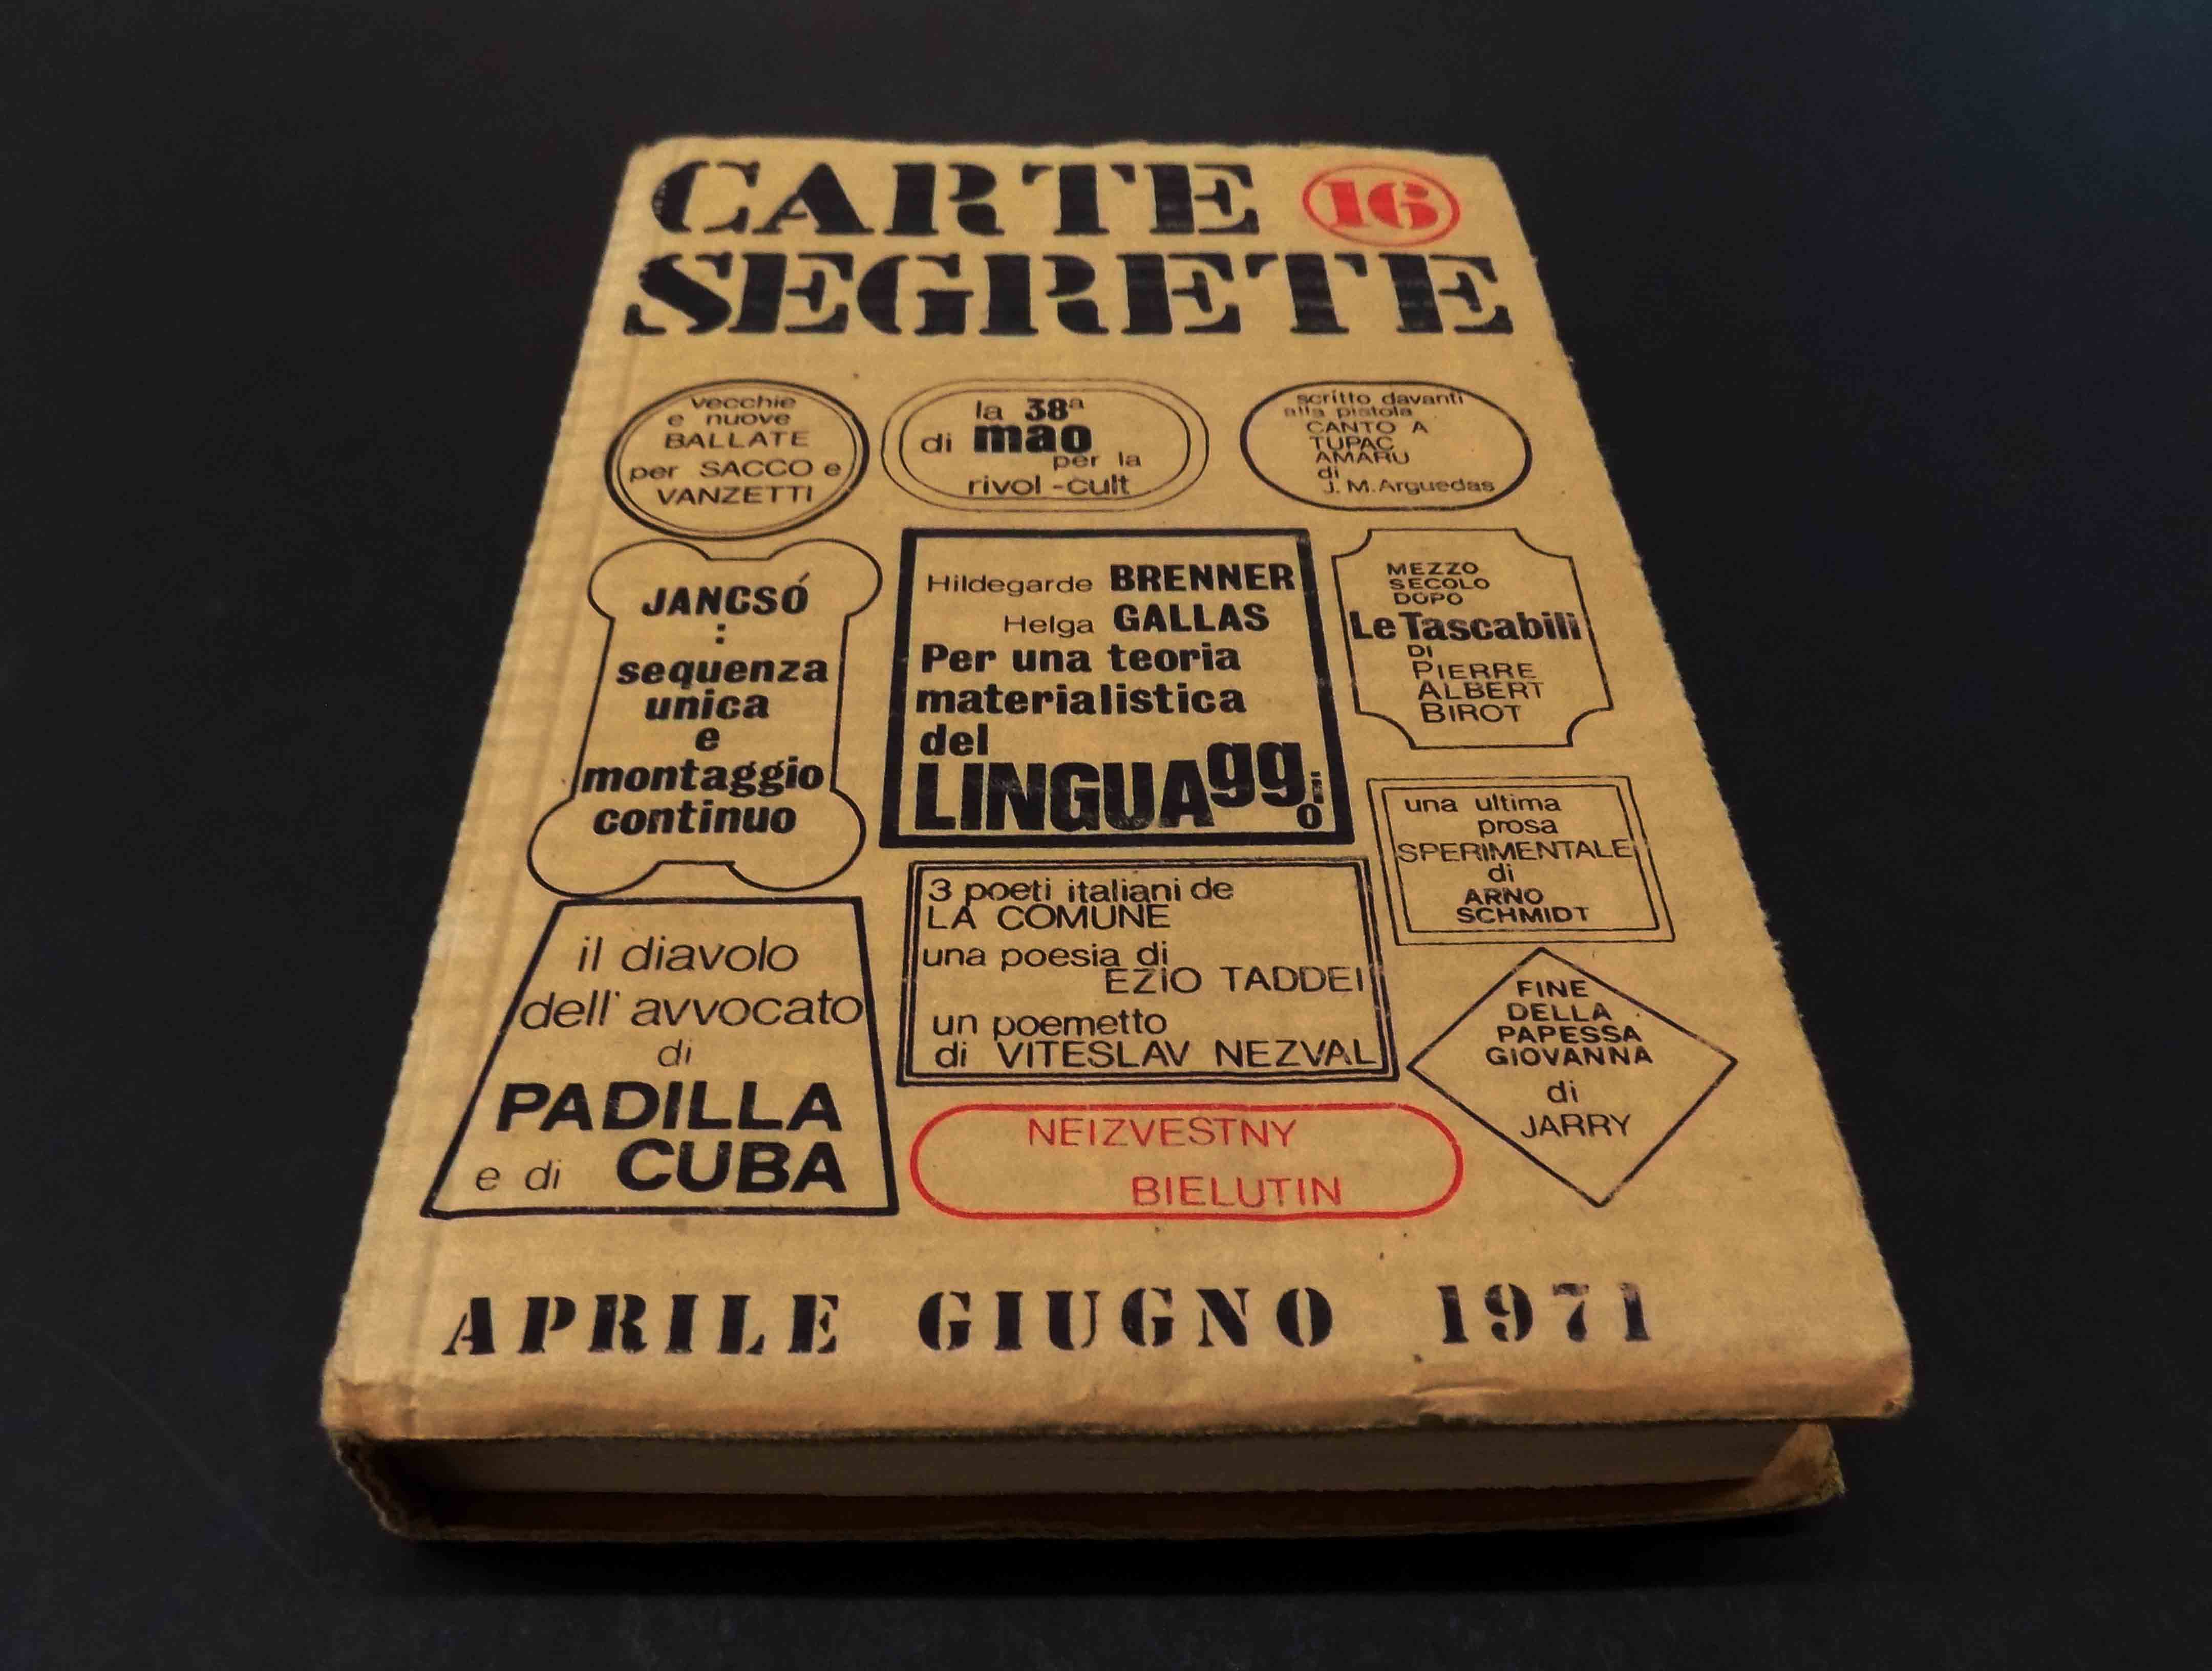 CARTE 16
SEGRETE
vecchie
e nuove
BALLATE
per SACCO e
VANZETTI
la 38ª
di mao
per la
rivol-cult
scritto davanti
alla pistola
CANTO A
TUPAC
AMARU
di
J. M. Arguedas
JANCSÓ
:
sequenza
unica
e
montaggio
continuo
Hildegarde BRENNER
Helga GALLAS
Per una teoria
materialistica
del
LINGUAggio
MEZZO
SECOLO
DOPO
Le Tascabili
DI
PIERRE
ALBERT
BIROT
una ultima
prosa
SPERIMENTALE
di
ARNO
SCHMIDT
il diavolo
dell' avvocato
di
PADILLA
e di CUBA
3 poeti italiani de
LA COMUNE
una poesia di
EZIO TADDEI
un poemetto
di VITESLAV NEZVAL
FINE
DELLA
PAPESSA
GIOVANNA
di
JARRY
NEIZVESTNY
BIELUTIN
APRILE GIUGNO 1971